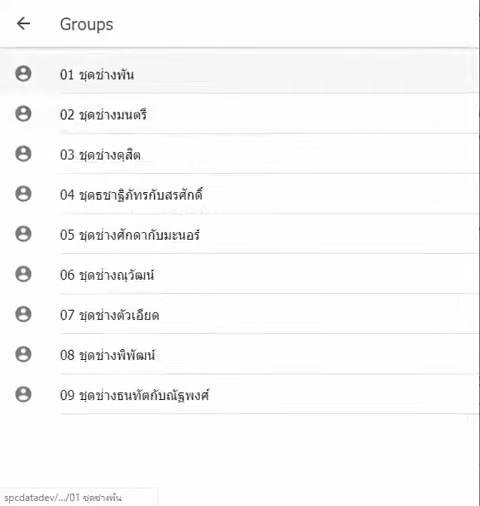 Groups
01 ชุดช่างพัน
02 ชุดช่างมนตรี
03 ชุดช่างดุสิต
04 ชุดธชาฐิภัทรกับสรศักดิ์
05 ชุดช่างศักดากับมะนอร์
06 ชุดช่างณุวัฒน์
07 ชุดช่างตัวเอียด
08 ชุดช่างพิพัฒน์
09 ชุดช่างธนทัตกับณัฐพงศ์
spcdatadev/.../01 ชุดช่างพัน